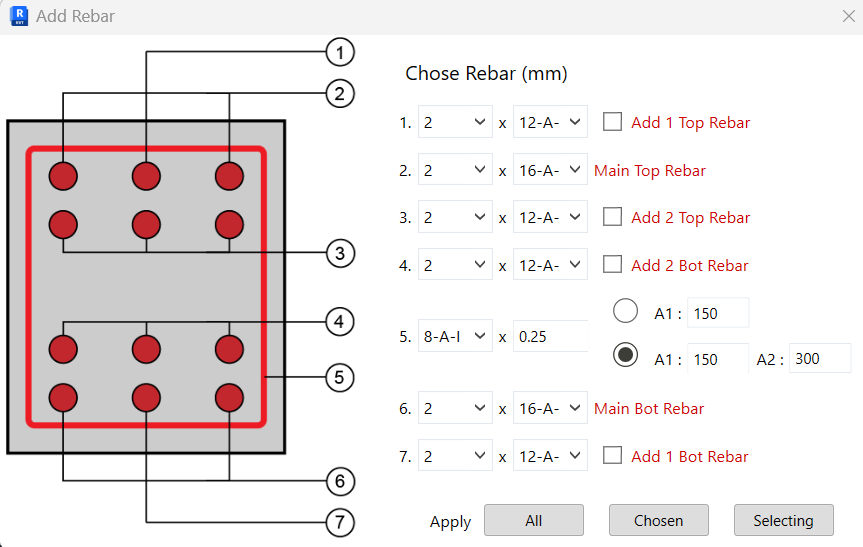 R
RVT
Add Rebar
1
2
3
4
5
6
7
Chose Rebar (mm)
1. 2 x 12-A- Add 1 Top Rebar
2. 2 x 16-A- Main Top Rebar
3. 2 x 12-A- Add 2 Top Rebar
4. 2 x 12-A- Add 2 Bot Rebar
A1 : 150
5. 8-A-I x 0.25
A1 : 150 A2 : 300
6. 2 x 16-A- Main Bot Rebar
7. 2 x 12-A- Add 1 Bot Rebar
Apply All Chosen Selecting